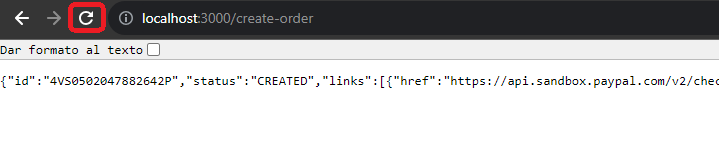 localhost:3000/create-order
Dar formato al texto
{"id":"4VS0502047882642P","status":"CREATED","links":[{"href":"https://api.sandbox.paypal.com/v2/chec